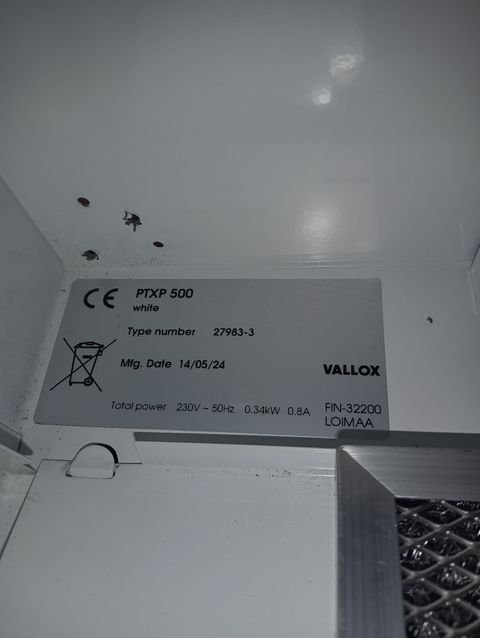 CE PTXP 500
white
Type number 27983-3
Mfg. Date 14/05/24
VALLOX
Total power 230V ~ 50Hz 0.34kW 0.8A
FIN-32200
LOIMAA